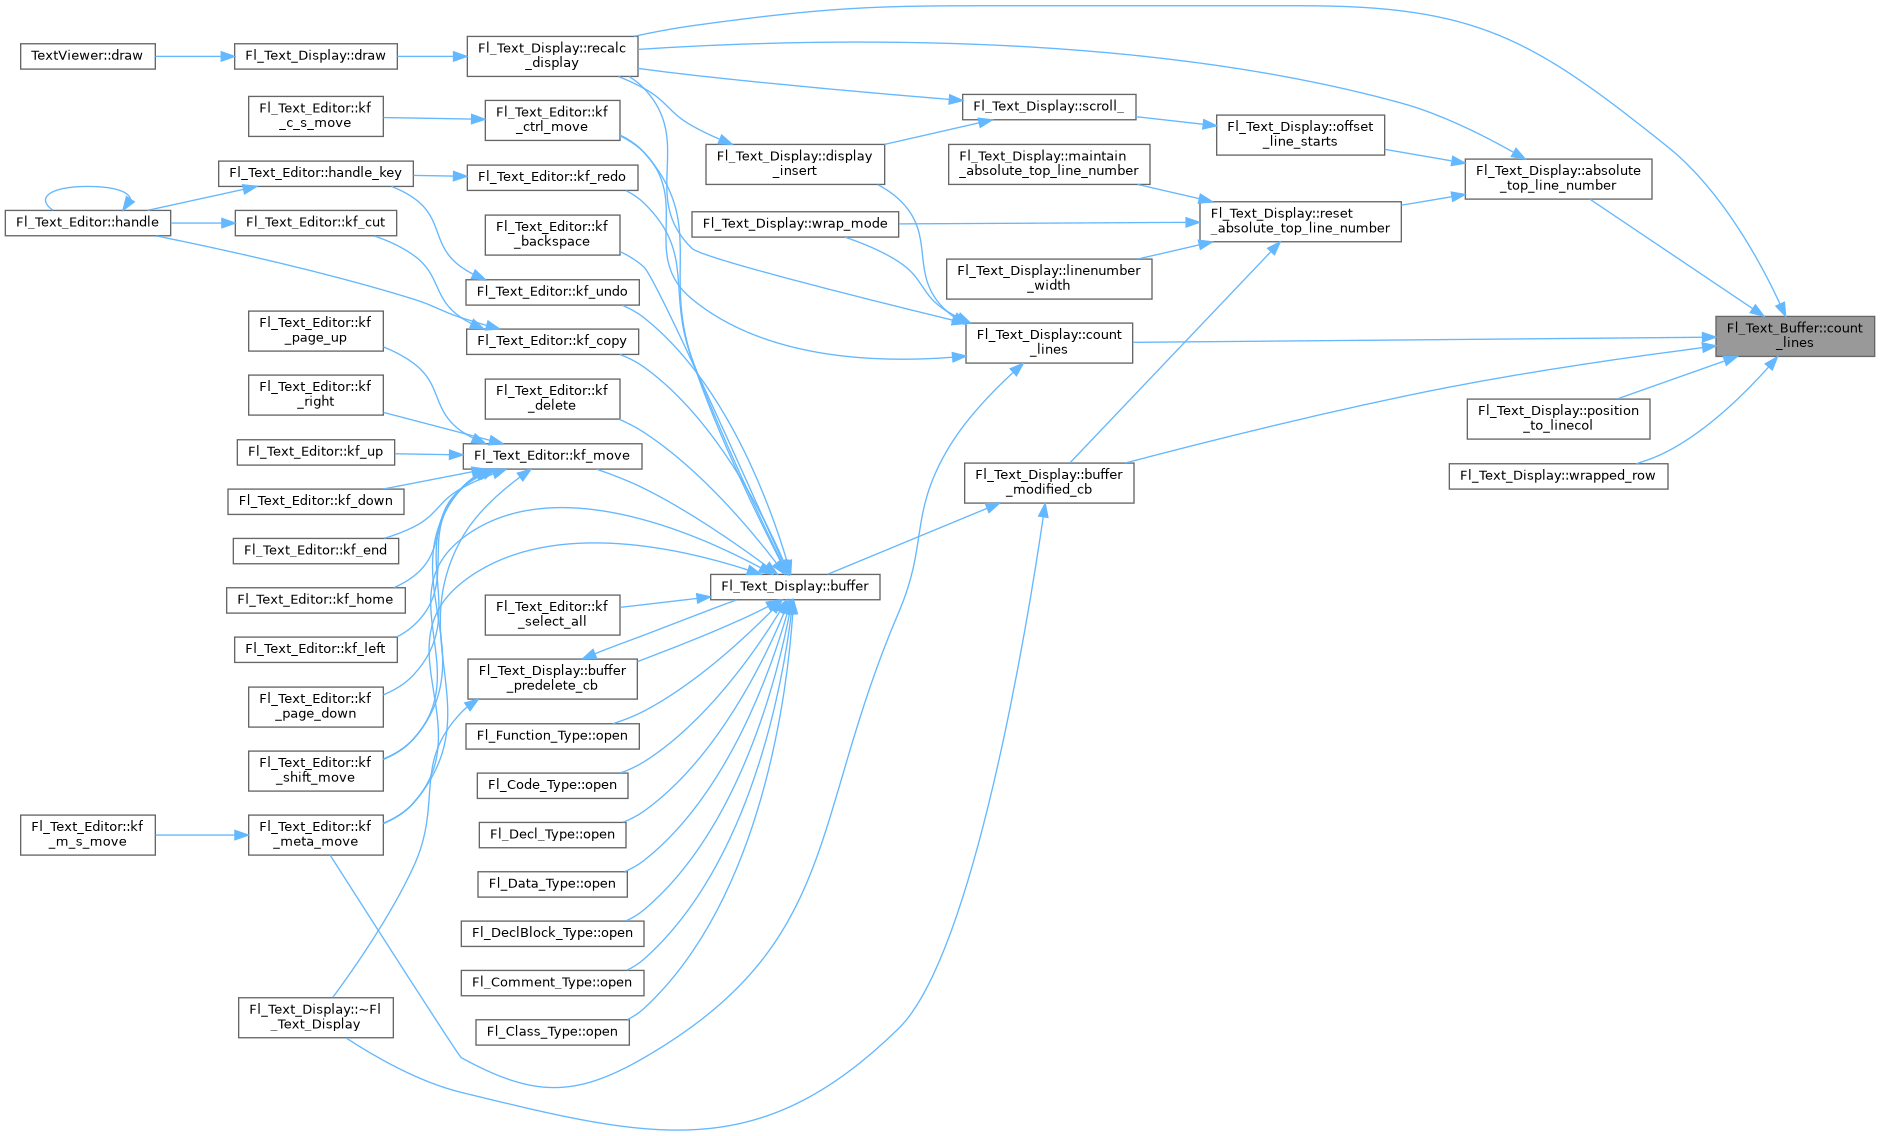 TextViewer::draw
Fl_Text_Display::draw
Fl_Text_Display::recalc
_display
Fl_Text_Editor::kf
_c_s_move
Fl_Text_Editor::kf
_ctrl_move
Fl_Text_Display::scroll_
Fl_Text_Display::offset
_line_starts
Fl_Text_Display::display
_insert
Fl_Text_Display::maintain
_absolute_top_line_number
Fl_Text_Display::absolute
_top_line_number
Fl_Text_Editor::handle_key
Fl_Text_Editor::kf_redo
Fl_Text_Editor::handle
Fl_Text_Editor::kf_cut
Fl_Text_Editor::kf
_backspace
Fl_Text_Display::wrap_mode
Fl_Text_Display::reset
_absolute_top_line_number
Fl_Text_Display::linenumber
_width
Fl_Text_Editor::kf_undo
Fl_Text_Editor::kf
_page_up
Fl_Text_Editor::kf_copy
Fl_Text_Display::count
_lines
Fl_Text_Buffer::count
_lines
Fl_Text_Editor::kf
_right
Fl_Text_Editor::kf
_delete
Fl_Text_Display::position
_to_linecol
Fl_Text_Editor::kf_up
Fl_Text_Editor::kf_move
Fl_Text_Display::buffer
_modified_cb
Fl_Text_Display::wrapped_row
Fl_Text_Editor::kf_down
Fl_Text_Editor::kf_end
Fl_Text_Display::buffer
Fl_Text_Editor::kf_home
Fl_Text_Editor::kf
_select_all
Fl_Text_Editor::kf_left
Fl_Text_Display::buffer
_predelete_cb
Fl_Text_Editor::kf
_page_down
Fl_Function_Type::open
Fl_Text_Editor::kf
_shift_move
Fl_Code_Type::open
Fl_Text_Editor::kf
_m_s_move
Fl_Text_Editor::kf
_meta_move
Fl_Decl_Type::open
Fl_Data_Type::open
Fl_DeclBlock_Type::open
Fl_Comment_Type::open
Fl_Text_Display::~Fl
_Text_Display
Fl_Class_Type::open